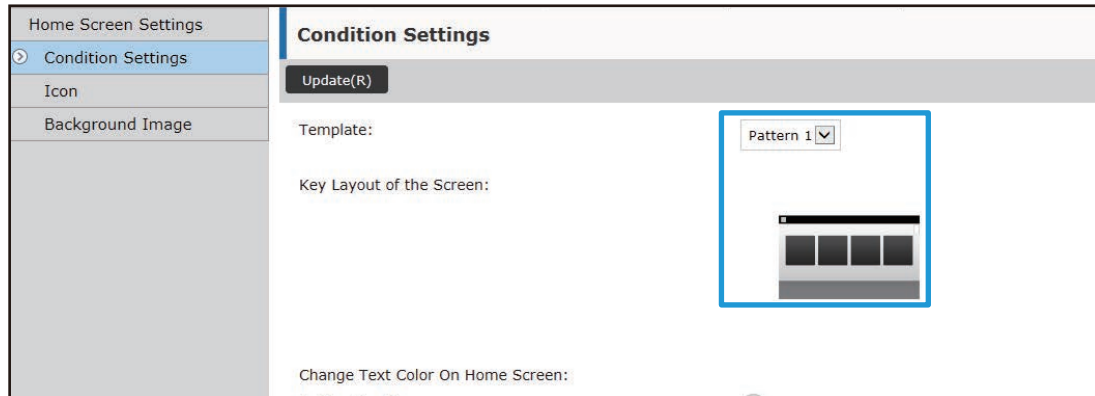 Home Screen Settings
Condition Settings
Icon
Background Image
Condition Settings
Update(R)
Template:
Pattern 1
Key Layout of the Screen:
Change Text Color On Home Screen: